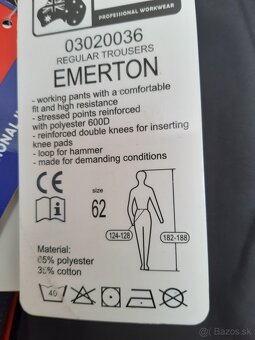 PROFESSIONAL WORKWEAR
03020036
REGULAR TROUSERS
EMERTON
- working pants with a comfortable
fit and high resistance
- stressed points reinforced
with polyester 600D
- reinforced double knees for inserting
knee pads
- loop for hammer
- made for demanding conditions
CE
size
62
124-128
182-188
Material:
65% polyester
35% cotton
40
bazos.sk